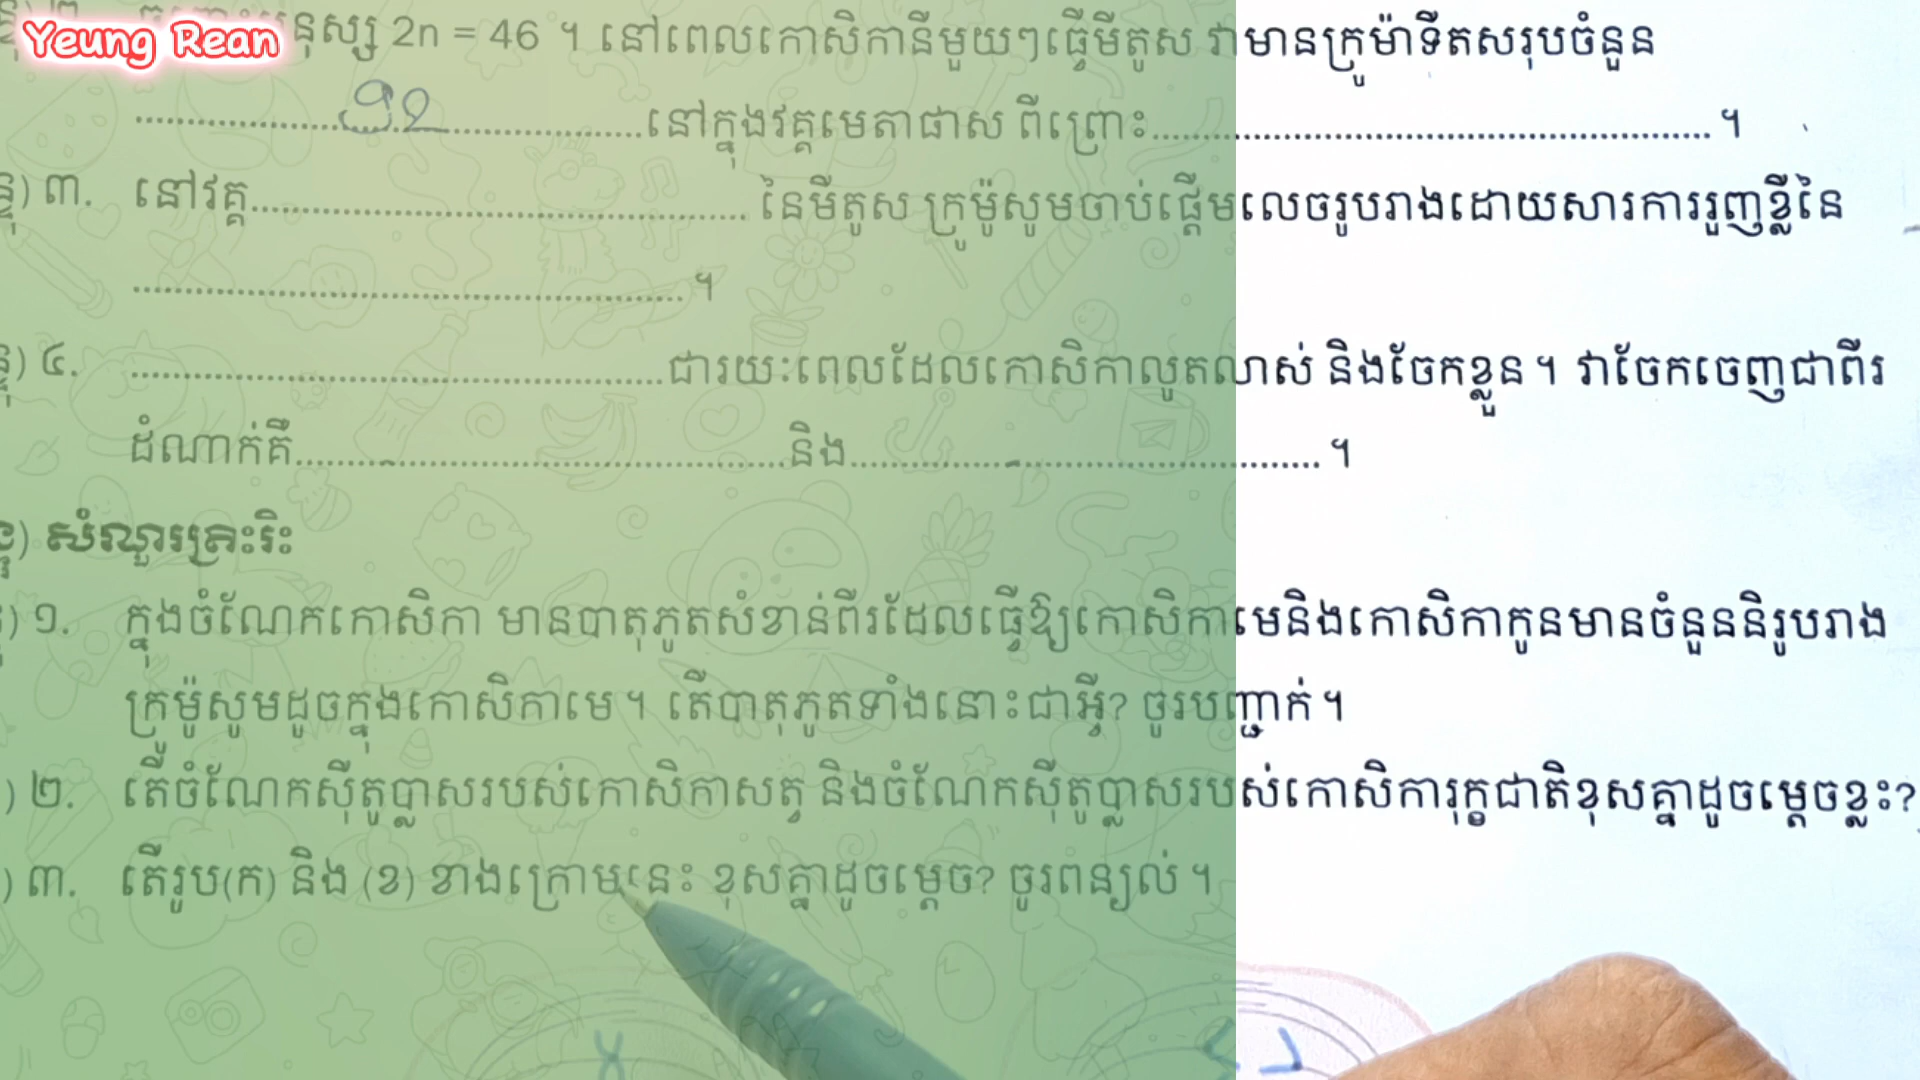 Yeung Rean
២. ចំពោះមនុស្ស 2n = 46 ។ នៅពេលកោសិកានីមួយៗធ្វើមីតូស វាមានក្រូម៉ាទីតសរុបចំនួន
៩២ នៅក្នុងវគ្គមេតាផាស ពីព្រោះ........................................ ។
៣. នៅវគ្គ........................................ នៃមីតូស ក្រូម៉ូសូមចាប់ផ្តើមលេចរូបរាងដោយសារការរួញខ្លីនៃ
........................................ ។
៤. ........................................ជារយៈពេលដែលកោសិកាលូតលាស់ និងចែកខ្លួន ។ វាចែកចេញជាពីរ
ដំណាក់គឺ........................................និង........................................ ។
សំណួរត្រិះរិះ
១. ក្នុងចំណែកកោសិកា មានបាតុភូតសំខាន់ពីរដែលធ្វើឱ្យកោសិកាមេនិងកោសិកាកូនមានចំនួននិរូបរាង
ក្រូម៉ូសូមដូចក្នុងកោសិកាមេ ។ តើបាតុភូតទាំងនោះជាអ្វី? ចូរបញ្ជាក់ ។
២. តើចំណែកស៊ីតូប្លាសរបស់កោសិកាសត្វ និងចំណែកស៊ីតូប្លាសរបស់កោសិការុក្ខជាតិខុសគ្នាដូចម្តេចខ្លះ?
៣. តើរូប(ក) និង (ខ) ខាងក្រោមនេះ ខុសគ្នាដូចម្តេច? ចូរពន្យល់ ។